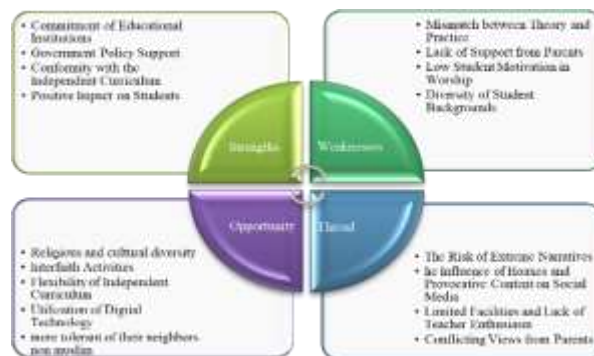 • Commitment of Educational
Institutions
• Government Policy Support
• Conformity with the
Independent Curriculum
• Positive Impact on Students
• Mismatch between Theory and
Practice
• Lack of Support from Parents
• Low Student Motivation in
Worship
• Diversity of Student
Backgrounds
Strengths
Weaknesses
Opportunity
Thread
• Religious and cultural diversity
• Interfaith Activities
• Flexibility of Independent
Curriculum
• Utilization of Digital
Technology
• more tolerant of their neighbors
non muslim
• The Risk of Extreme Narratives
• he Influence of Hoaxes and
Provocative Content on Social
Media
• Limited Facilities and Lack of
Teacher Enthusiasm
• Conflicting Views from Parents